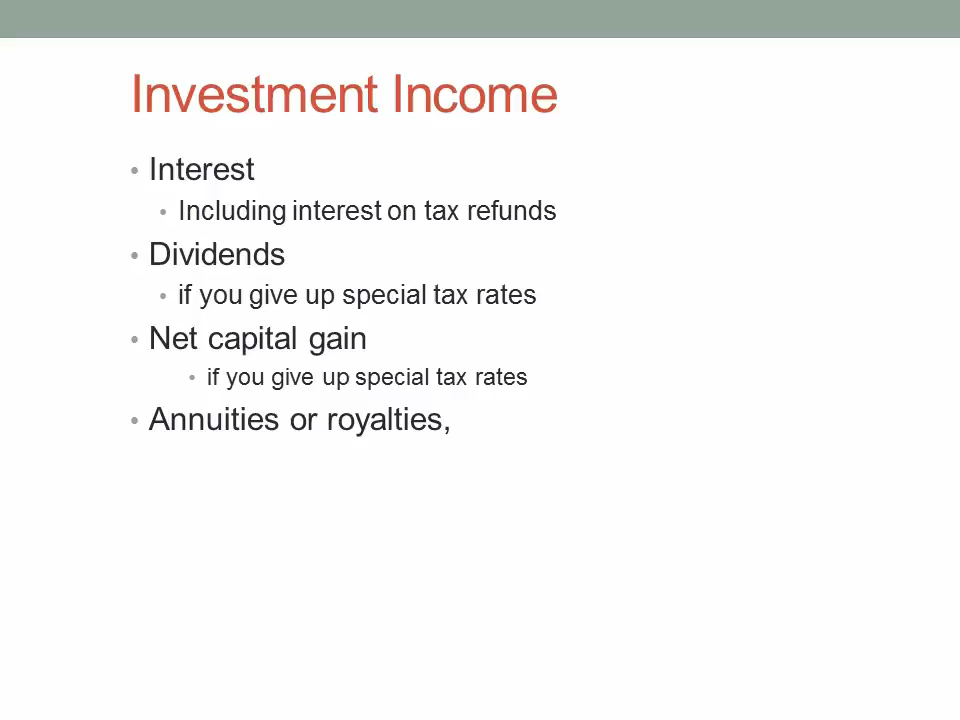 Investment Income
• Interest
• Including interest on tax refunds
• Dividends
• if you give up special tax rates
• Net capital gain
• if you give up special tax rates
• Annuities or royalties,